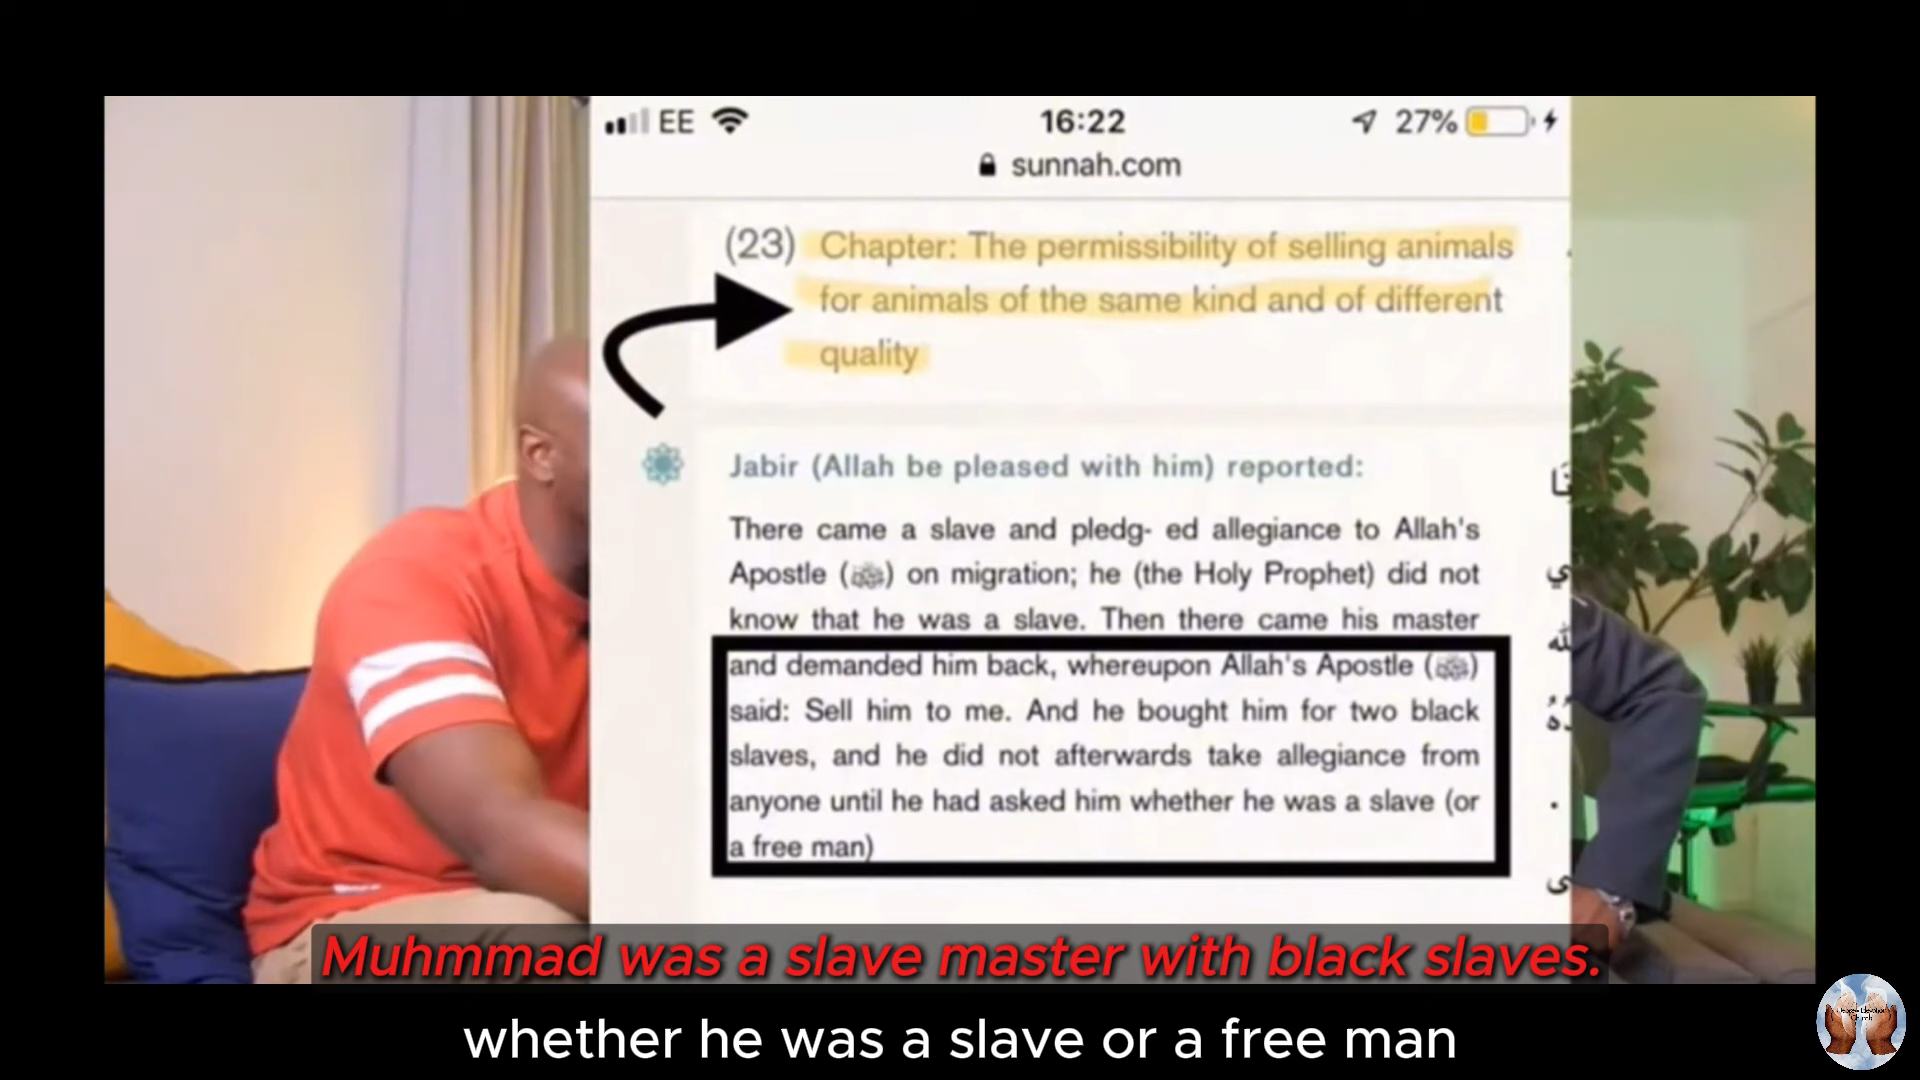 EE 16:22 27%
sunnah.com
(23) Chapter: The permissibility of selling animals
for animals of the same kind and of different
quality
Jabir (Allah be pleased with him) reported:
There came a slave and pledg- ed allegiance to Allah's
Apostle (ﷺ) on migration; he (the Holy Prophet) did not
know that he was a slave. Then there came his master
and demanded him back, whereupon Allah's Apostle (ﷺ)
said: Sell him to me. And he bought him for two black
slaves, and he did not afterwards take allegiance from
anyone until he had asked him whether he was a slave (or
a free man)
Muhmmad was a slave master with black slaves.
whether he was a slave or a free man
Church